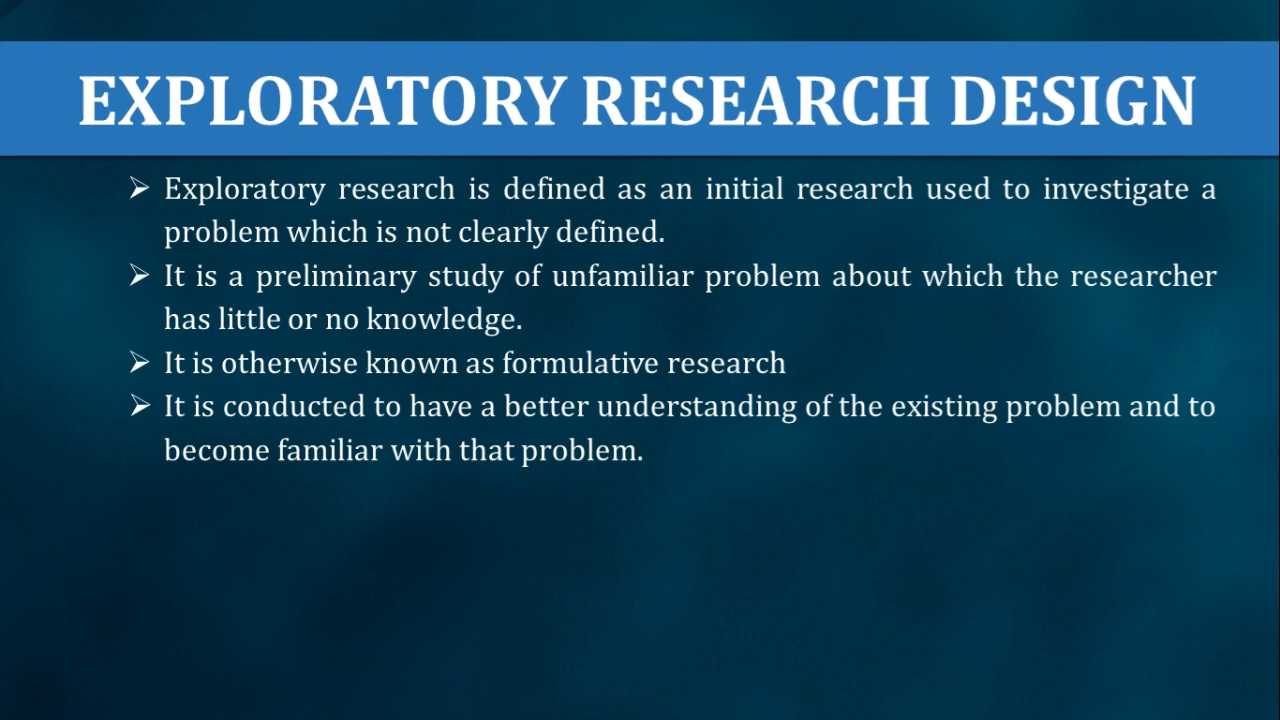 EXPLORATORY RESEARCH DESIGN
➢ Exploratory research is defined as an initial research used to investigate a
problem which is not clearly defined.
➢ It is a preliminary study of unfamiliar problem about which the researcher
has little or no knowledge.
➢ It is otherwise known as formulative research
➢ It is conducted to have a better understanding of the existing problem and to
become familiar with that problem.